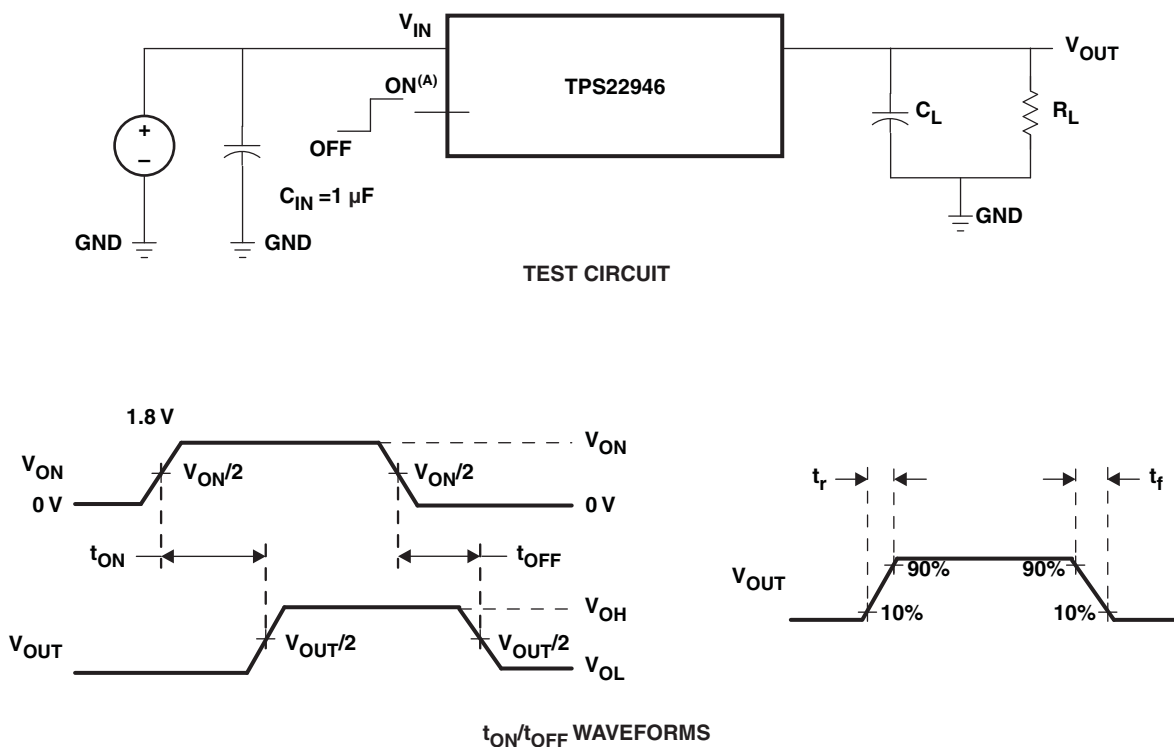 V_IN
V_OUT
ON(A)
TPS22946
+
–
OFF
C_L
R_L
C_IN =1 µF
GND
GND
GND
TEST CIRCUIT
1.8 V
V_ON
V_ON
V_ON/2
V_ON/2
0 V
0 V
t_r
t_f
t_ON
t_OFF
V_OUT
90%
90%
10%
10%
V_OH
V_OUT
V_OUT/2
V_OUT/2
V_OL
t_ON/t_OFF WAVEFORMS